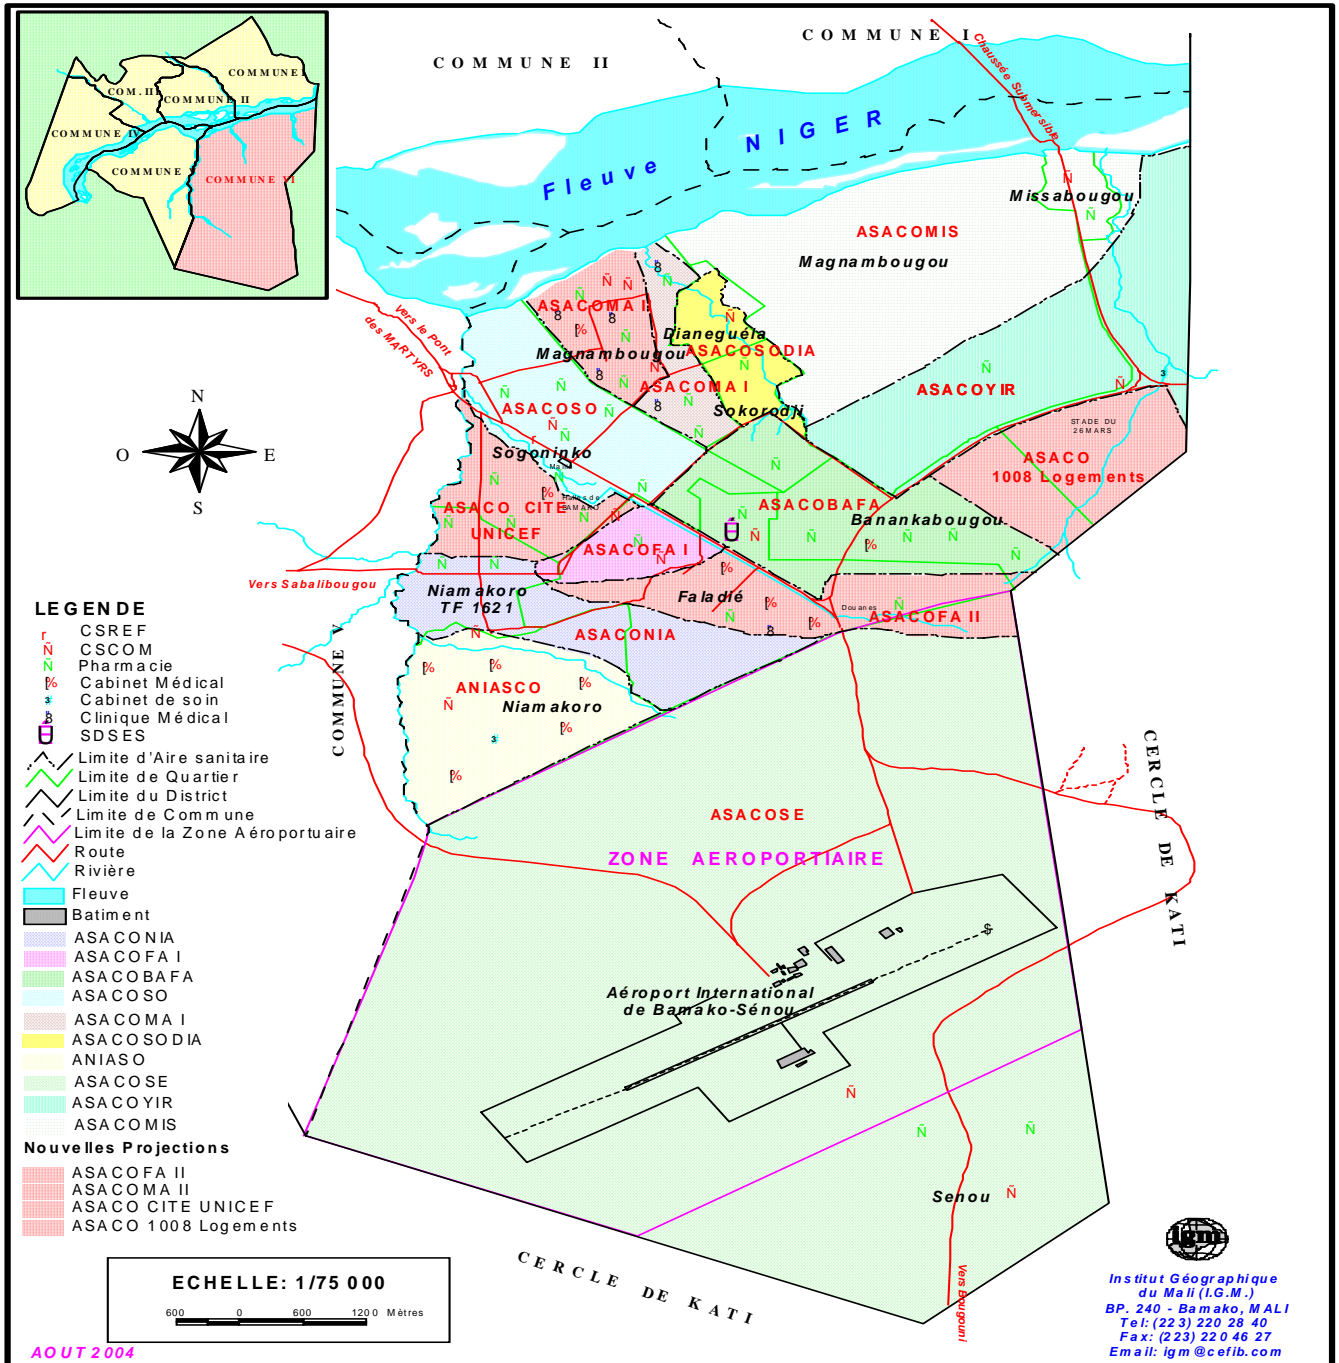 COMMUNE I
COM. III
COMMUNE II
COMMUNE IV
COMMUNE V
COMMUNE VI
COMMUNE I
COMMUNE II
Chaussée Submersible
Fleuve NIGER
Missabougou
ASACOMIS
Magnambougou
Vers le pont
des MARTYRS
ASACOMA II
Dianeguéla
Magnambougou
ASACOSODIA
ASACOMA I
ASACOYIR
Sokorodji
ASACOSO
STADE DU
26 MARS
N
O
E
S
Sogoninko
ASACO
1008 Logements
Halles de
BAMAKO
ASACO CITE
UNICEF
ASACOBAFA
Banankabougou
ASACOFA I
Vers Sabalibougou
Niamakoro
TF 1621
Faladié
Douanes
ASACOFA II
ASACONIA
COMMUNE V
ANIASCO
Niamakoro
LEGENDE
r CSREF
Ñ CSCOM
Ñ Pharmacie
% Cabinet Médical
3 Cabinet de soin
8 Clinique Médical
SDSES
Limite d'Aire sanitaire
Limite de Quartier
Limite du District
Limite de Commune
Limite de la Zone Aéroportuaire
Route
Rivière
Fleuve
Batiment
ASACONIA
ASACOFA I
ASACOBAFA
ASACOSO
ASACOMA I
ASACOSODIA
ANIASO
ASACOSE
ASACOYIR
ASACOMIS
Nouvelles Projections
ASACOFA II
ASACOMA II
ASACO CITE UNICEF
ASACO 1008 Logements
ASACOSE
ZONE AEROPORTIAIRE
CERCLE DE KATI
Aéroport International
de Bamako-Sénou
Senou
CERCLE DE KATI
Vers Bougouni
ECHELLE: 1/75 000
600 0 600 1200 Mètres
AOUT 2004
igm
Institut Géographique
du Mali (I.G.M.)
BP. 240 - Bamako, MALI
Tel: (223) 220 28 40
Fax: (223) 220 46 27
Email: igm@cefib.com